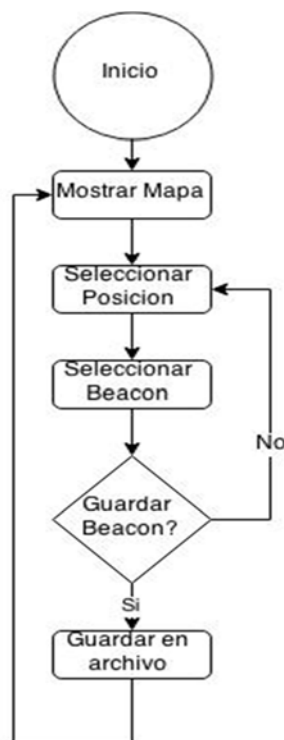 Inicio
Mostrar Mapa
Seleccionar
Posicion
Seleccionar
Beacon
Guardar
Beacon?
No
Si
Guardar en
archivo